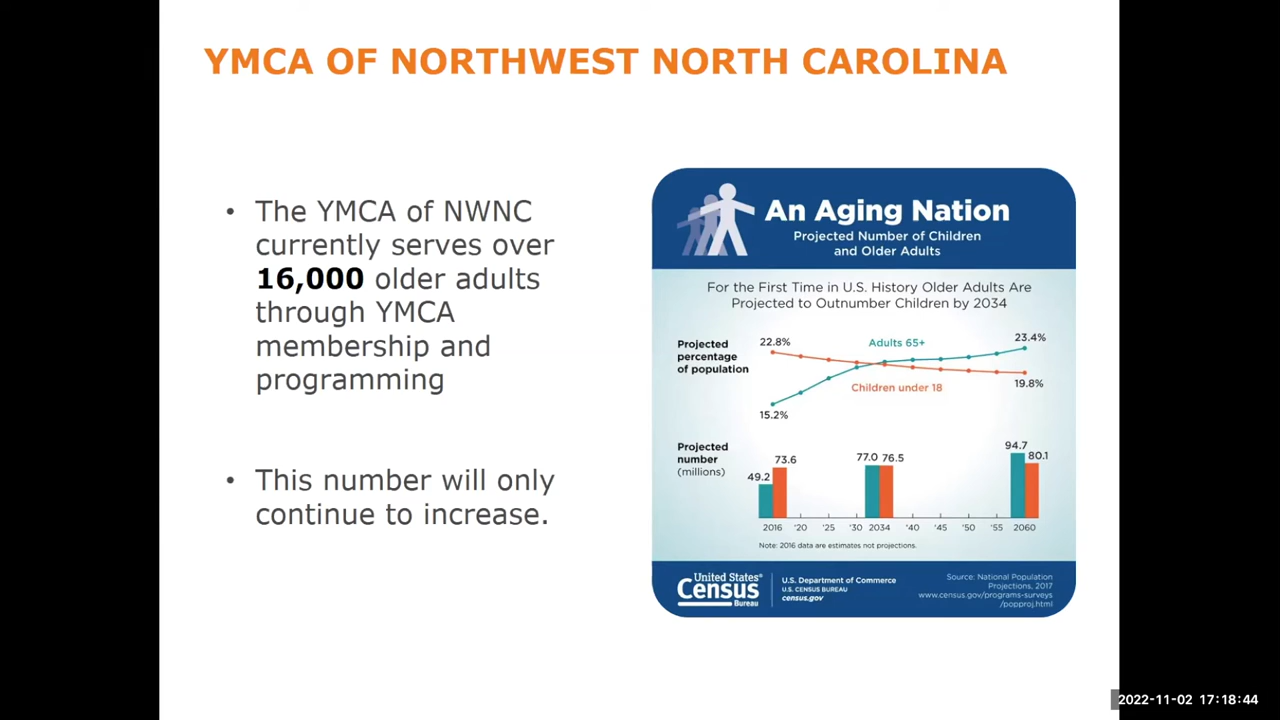 YMCA OF NORTHWEST NORTH CAROLINA
• The YMCA of NWNC
currently serves over
16,000 older adults
through YMCA
membership and
programming
• This number will only
continue to increase.
An Aging Nation
Projected Number of Children
and Older Adults
For the First Time in U.S. History Older Adults Are
Projected to Outnumber Children by 2034
Projected
percentage
of population
22.8%
Adults 65+
23.4%
15.2%
Children under 18
19.8%
Projected
number
(millions)
49.2
73.6
77.0 76.5
94.7
80.1
2016 '20 '25 '30 2034 '40 '45 '50 '55 2060
Note: 2016 data are estimates not projections.
United States®
Census
Bureau
U.S. Department of Commerce
U.S. CENSUS BUREAU
census.gov
Source: National Population
Projections, 2017
www.census.gov/programs-surveys
/popproj.html
2022-11-02 17:18:44